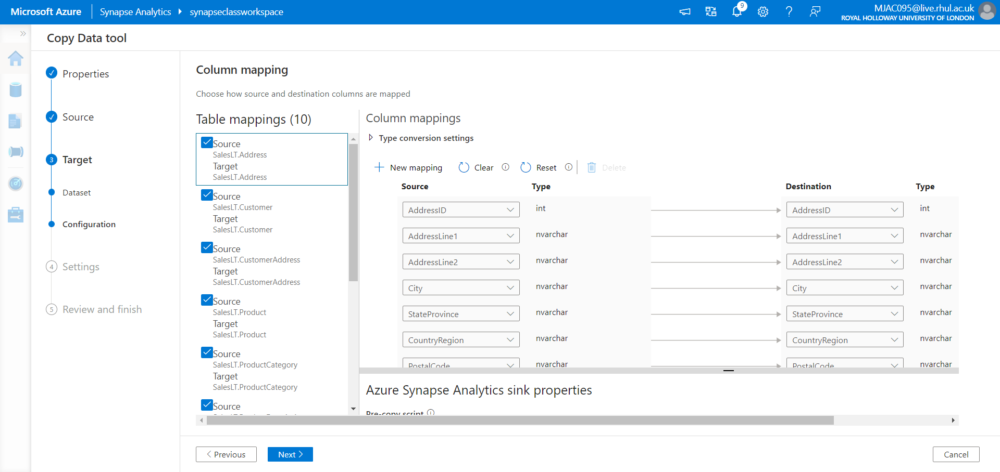 Microsoft Azure
Synapse Analytics
synapseclassworkspace
9
MJAC095@live.rhul.ac.uk
ROYAL HOLLOWAY UNIVERSITY OF LONDON
Copy Data tool
Properties
Source
3 Target
Dataset
Configuration
4 Settings
5 Review and finish
Column mapping
Choose how source and destination columns are mapped
Table mappings (10)
Source
SalesLT.Address
Target
SalesLT.Address
Source
SalesLT.Customer
Target
SalesLT.Customer
Source
SalesLT.CustomerAddress
Target
SalesLT.CustomerAddress
Source
SalesLT.Product
Target
SalesLT.Product
Source
SalesLT.ProductCategory
Target
SalesLT.ProductCategory
Source
Column mappings
Type conversion settings
New mapping Clear Reset Delete
Source Type Destination Type
AddressID int AddressID int
AddressLine1 nvarchar AddressLine1 nvarchar
AddressLine2 nvarchar AddressLine2 nvarchar
City nvarchar City nvarchar
StateProvince nvarchar StateProvince nvarchar
CountryRegion nvarchar CountryRegion nvarchar
PostalCode nvarchar PostalCode nvarchar
Azure Synapse Analytics sink properties
Pre-copy script
Previous
Next
Cancel